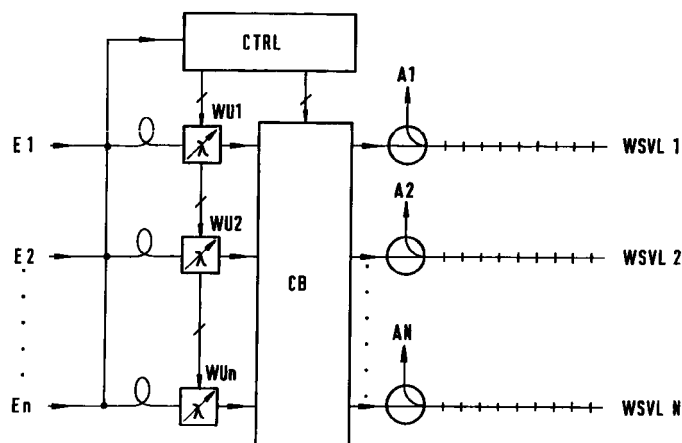 CTRL
A1
WU1
E1
λ
WSVL 1
A2
WU2
E2
λ
WSVL 2
CB
AN
WUn
En
λ
WSVL N